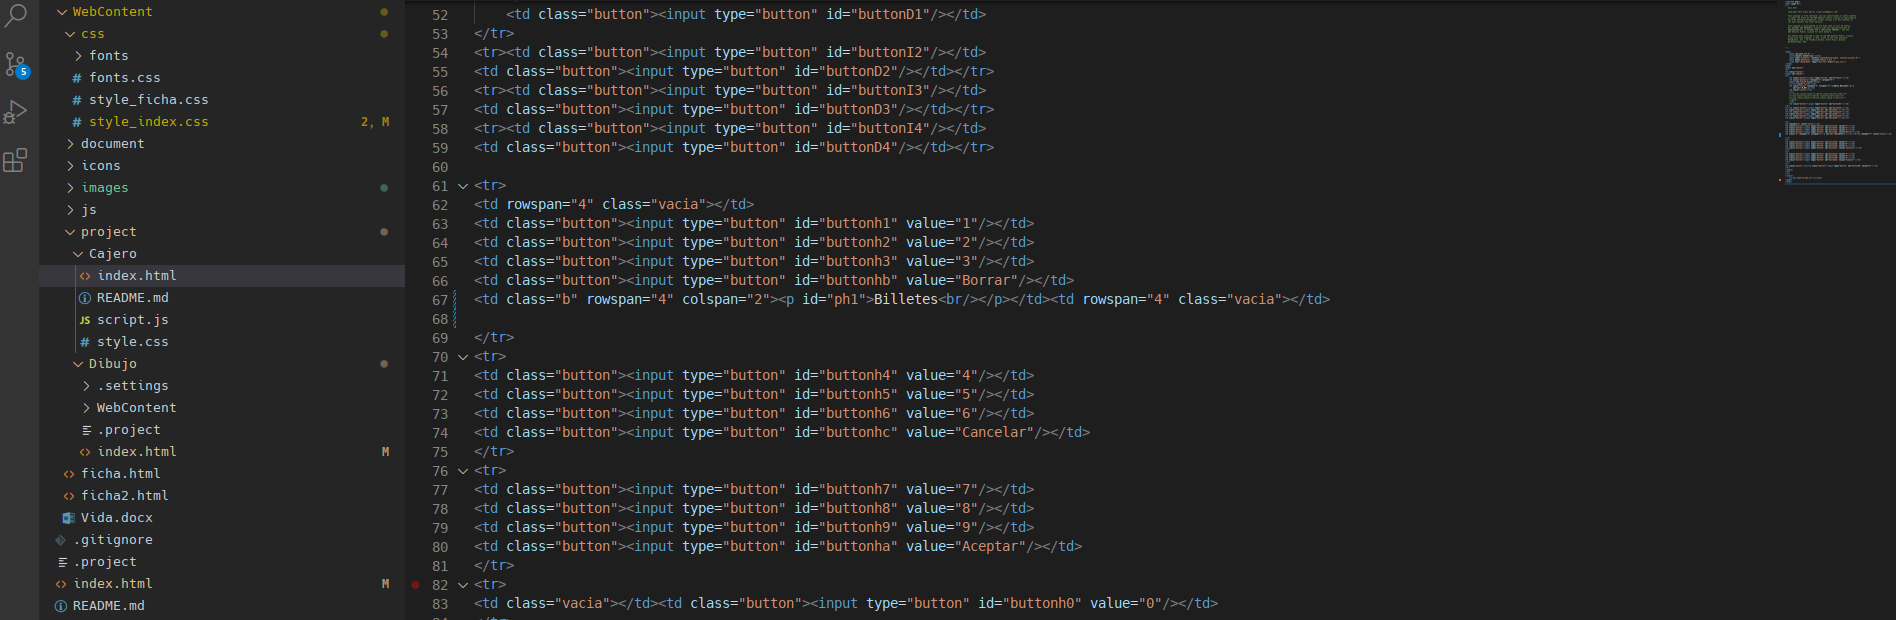 WebContent
css
fonts
# fonts.css
# style_ficha.css
# style_index.css 2, M
document
icons
images
js
project
Cajero
<> index.html
README.md
JS script.js
# style.css
Dibujo
.settings
WebContent
.project
<> index.html M
<> ficha.html
<> ficha2.html
Vida.docx
.gitignore
.project
<> index.html M
README.md
5
52 <td class="button"><input type="button" id="buttonD1"/></td>
53 </tr>
54 <tr><td class="button"><input type="button" id="buttonI2"/></td>
55 <td class="button"><input type="button" id="buttonD2"/></td></tr>
56 <tr><td class="button"><input type="button" id="buttonI3"/></td>
57 <td class="button"><input type="button" id="buttonD3"/></td></tr>
58 <tr><td class="button"><input type="button" id="buttonI4"/></td>
59 <td class="button"><input type="button" id="buttonD4"/></td></tr>
60
61 <tr>
62 <td rowspan="4" class="vacia"></td>
63 <td class="button"><input type="button" id="buttonh1" value="1"/></td>
64 <td class="button"><input type="button" id="buttonh2" value="2"/></td>
65 <td class="button"><input type="button" id="buttonh3" value="3"/></td>
66 <td class="button"><input type="button" id="buttonhb" value="Borrar"/></td>
67 <td class="b" rowspan="4" colspan="2"><p id="ph1">Billetes<br/></p></td><td rowspan="4" class="vacia"></td>
68
69 </tr>
70 <tr>
71 <td class="button"><input type="button" id="buttonh4" value="4"/></td>
72 <td class="button"><input type="button" id="buttonh5" value="5"/></td>
73 <td class="button"><input type="button" id="buttonh6" value="6"/></td>
74 <td class="button"><input type="button" id="buttonhc" value="Cancelar"/></td>
75 </tr>
76 <tr>
77 <td class="button"><input type="button" id="buttonh7" value="7"/></td>
78 <td class="button"><input type="button" id="buttonh8" value="8"/></td>
79 <td class="button"><input type="button" id="buttonh9" value="9"/></td>
80 <td class="button"><input type="button" id="buttonha" value="Aceptar"/></td>
81 </tr>
82 <tr>
83 <td class="vacia"></td><td class="button"><input type="button" id="buttonh0" value="0"/></td>